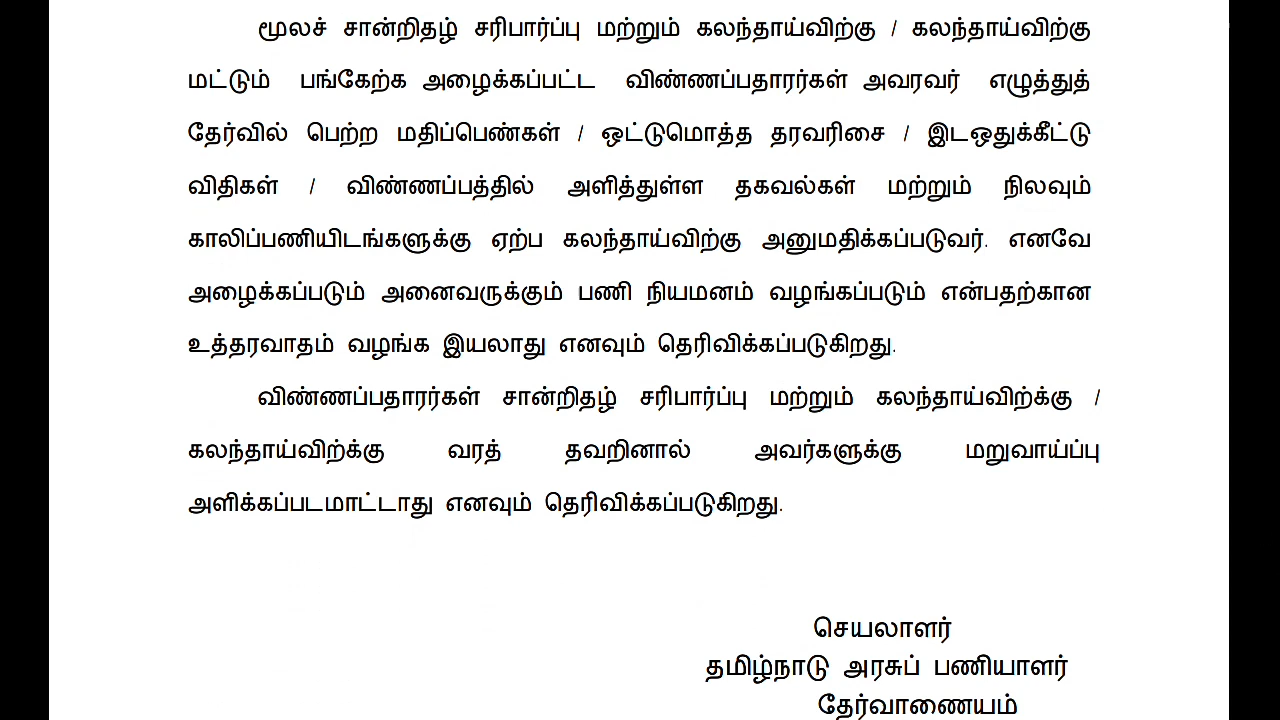 மூலச் சான்றிதழ் சரிபார்ப்பு மற்றும் கலந்தாய்விற்கு / கலந்தாய்விற்கு
மட்டும் பங்கேற்க அழைக்கப்பட்ட விண்ணப்பதாரர்கள் அவரவர் எழுத்துத்
தேர்வில் பெற்ற மதிப்பெண்கள் / ஒட்டுமொத்த தரவரிசை / இடஒதுக்கீட்டு
விதிகள் / விண்ணப்பத்தில் அளித்துள்ள தகவல்கள் மற்றும் நிலவும்
காலிப்பணியிடங்களுக்கு ஏற்ப கலந்தாய்விற்கு அனுமதிக்கப்படுவர். எனவே
அழைக்கப்படும் அனைவருக்கும் பணி நியமனம் வழங்கப்படும் என்பதற்கான
உத்தரவாதம் வழங்க இயலாது எனவும் தெரிவிக்கப்படுகிறது.
விண்ணப்பதாரர்கள் சான்றிதழ் சரிபார்ப்பு மற்றும் கலந்தாய்விற்க்கு /
கலந்தாய்விற்க்கு வரத் தவறினால் அவர்களுக்கு மறுவாய்ப்பு
அளிக்கப்படமாட்டாது எனவும் தெரிவிக்கப்படுகிறது.
செயலாளர்
தமிழ்நாடு அரசுப் பணியாளர்
தேர்வாணையம்